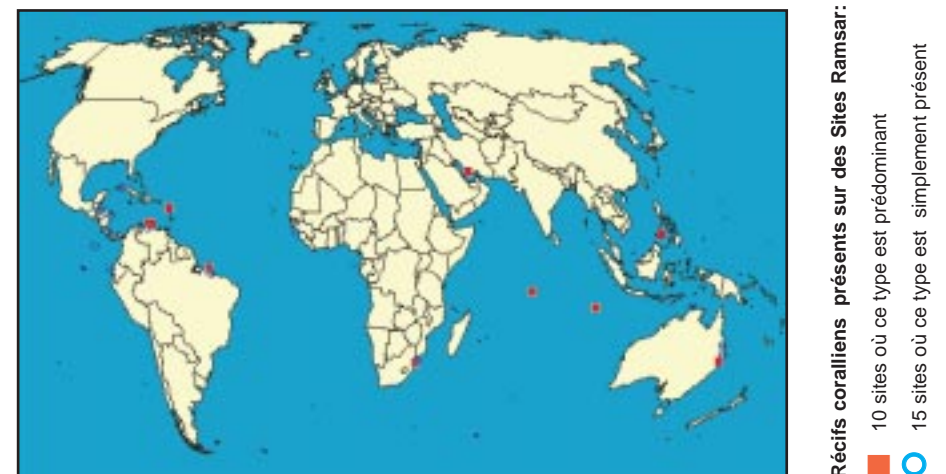 Récifs coralliens présents sur des Sites Ramsar:
10 sites où ce type est prédominant
15 sites où ce type est simplement présent